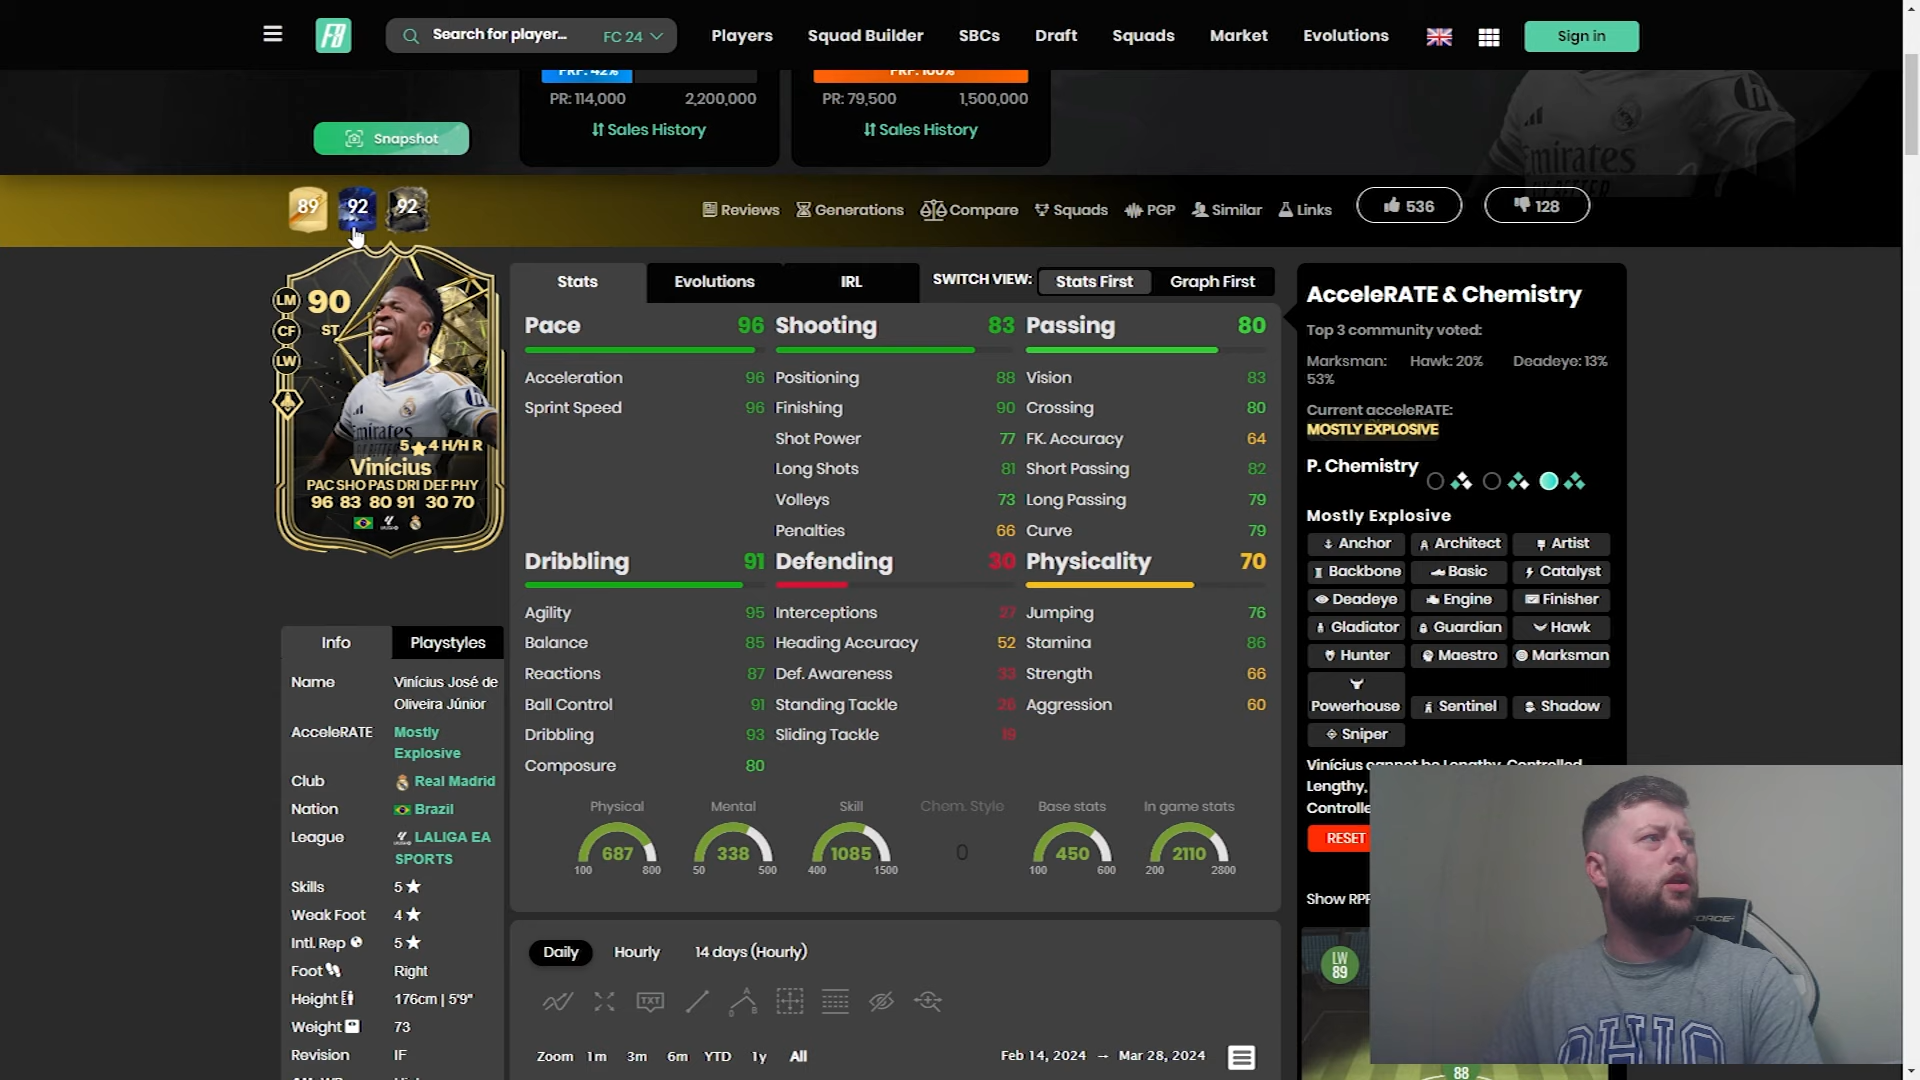 Search for player... FC 24 Players Squad Builder SBCs Draft Squads Market Evolutions Sign in
PR: 114,000 2,200,000 PR: 79,500 1,500,000
Sales History Sales History
Snapshot
Emirates
89 92 92
Reviews Generations Compare Squads PGP Similar Links 536 128
Stats Evolutions IRL SWITCH VIEW: Stats First Graph First
LM
CF
LW
90
ST
Emirates
5 ★ 4 H/H R
Vinícius
PAC SHO PAS DRI DEF PHY
96 83 80 91 30 70
Pace 96 Shooting 83 Passing 80
Acceleration 96 Positioning 88 Vision 83
Sprint Speed 96 Finishing 90 Crossing 80
Shot Power 77 FK. Accuracy 64
Long Shots 81 Short Passing 82
Volleys 73 Long Passing 79
Penalties 66 Curve 79
Dribbling 91 Defending 30 Physicality 70
Agility 95 Interceptions 27 Jumping 76
Balance 85 Heading Accuracy 52 Stamina 86
Reactions 87 Def. Awareness 33 Strength 66
Ball Control 91 Standing Tackle 26 Aggression 60
Dribbling 93 Sliding Tackle 19
Composure 80
Physical Mental Skill Chem. Style Base stats In game stats
687 338 1085 0 450 2110
100 800 50 500 400 1500 100 600 200 2800
AcceleRATE & Chemistry
Top 3 community voted:
Marksman: Hawk: 20% Deadeye: 13%
53%
Current acceleRATE:
MOSTLY EXPLOSIVE
P. Chemistry
Mostly Explosive
Anchor Architect Artist
Backbone Basic Catalyst
Deadeye Engine Finisher
Gladiator Guardian Hawk
Hunter Maestro Marksman
Powerhouse Sentinel Shadow
Sniper
Vinícius cannot be Lengthy, Controlled
Lengthy,
RESET
Show
LW
89
88
Info Playstyles
Name Vinícius José de
Oliveira Júnior
AcceleRATE Mostly
Explosive
Club Real Madrid
Nation Brazil
League LALIGA EA
SPORTS
Skills 5 ★
Weak Foot 4 ★
Intl. Rep 5 ★
Foot Right
Height 176cm | 5'9"
Weight 73
Revision IF
Daily Hourly 14 days (Hourly)
TXT
Zoom 1m 3m 6m YTD 1y All Feb 14, 2024 → Mar 28, 2024
OHIO